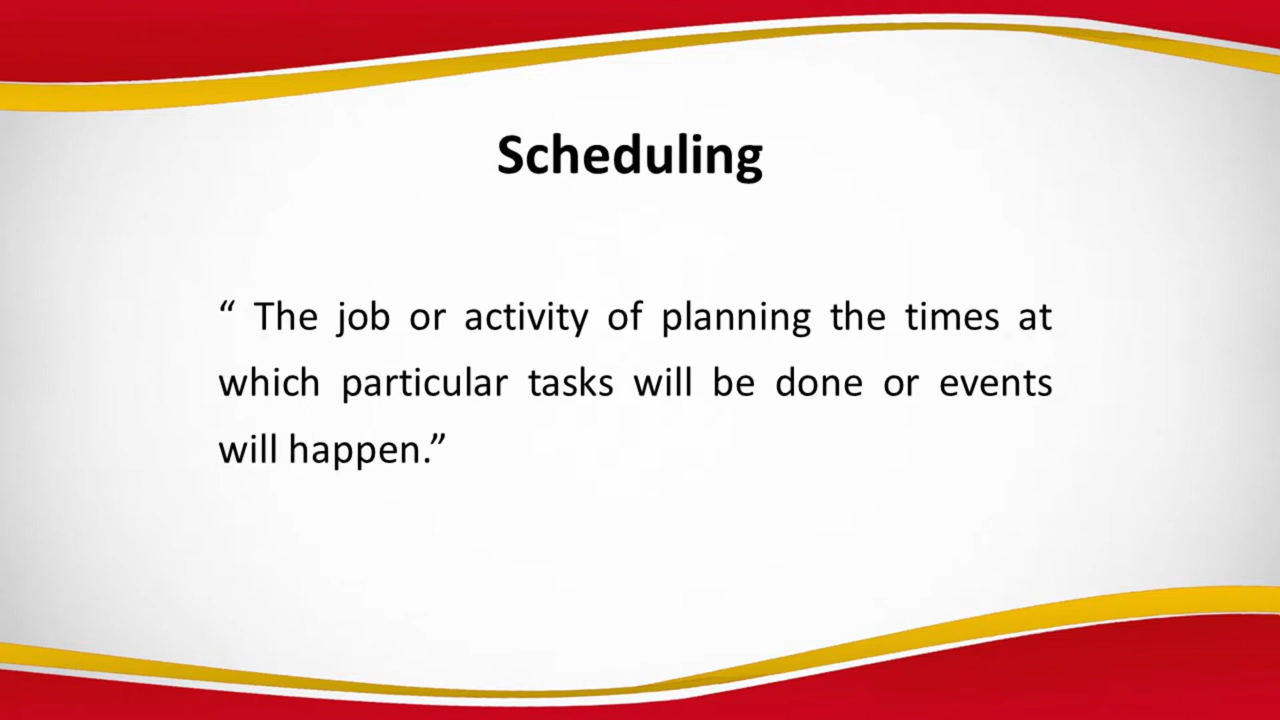 Scheduling
“ The job or activity of planning the times at
which particular tasks will be done or events
will happen.”